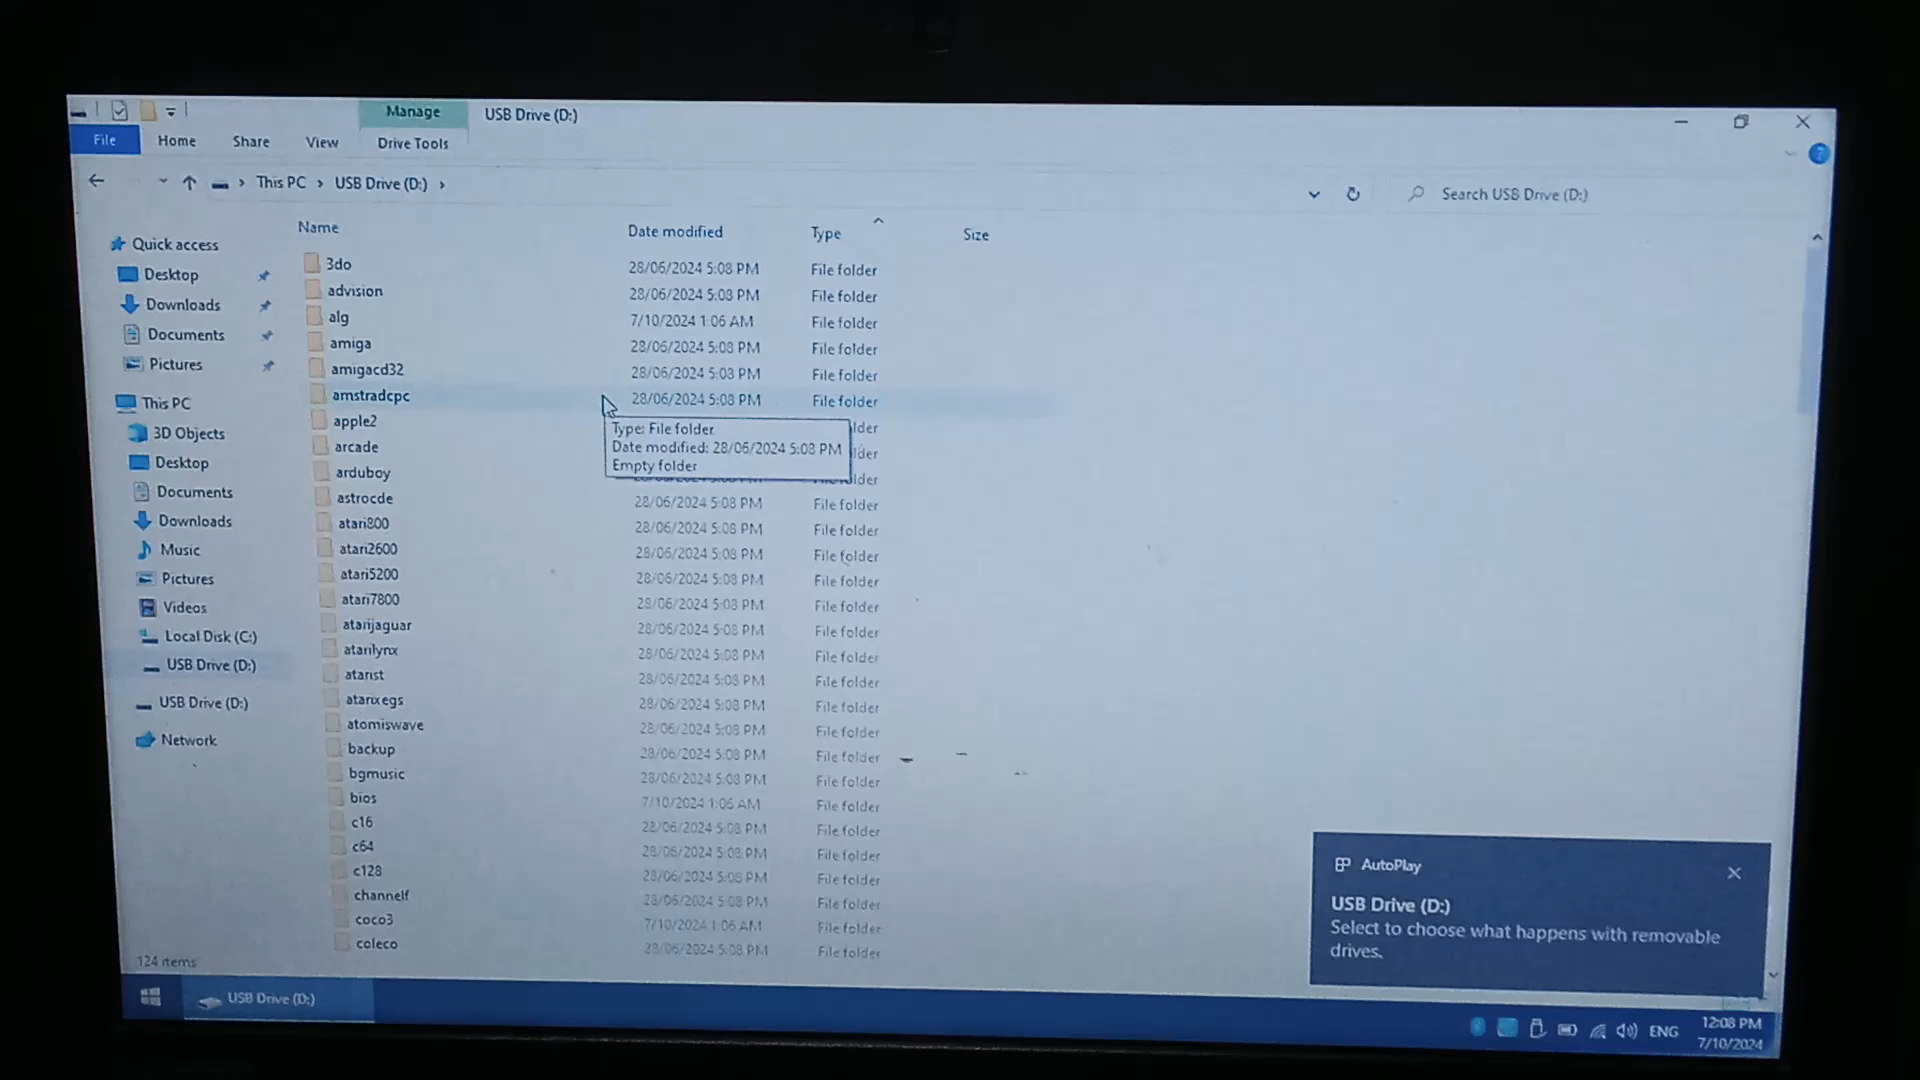 Manage
USB Drive (D:)
File
Home
Share
View
Drive Tools
This PC
USB Drive (D:)
Search USB Drive (D:)
Name
Date modified
Type
Size
Quick access
Desktop
Downloads
Documents
Pictures
This PC
3D Objects
Desktop
Documents
Downloads
Music
Pictures
Videos
Local Disk (C:)
USB Drive (D:)
USB Drive (D:)
Network
3do 28/06/2024 5:08 PM File folder
advision 28/06/2024 5:08 PM File folder
alg 7/10/2024 1:06 AM File folder
amiga 28/06/2024 5:08 PM File folder
amigacd32 28/06/2024 5:08 PM File folder
amstradcpc 28/06/2024 5:08 PM File folder
apple2 lder
arcade lder
arduboy lder
Type: File folder
Date modified: 28/06/2024 5:08 PM
Empty folder
astrocde 28/06/2024 5:08 PM File folder
atari800 28/06/2024 5:08 PM File folder
atari2600 28/06/2024 5:08 PM File folder
atari5200 28/06/2024 5:08 PM File folder
atari7800 28/06/2024 5:08 PM File folder
atarijaguar 28/06/2024 5:08 PM File folder
atarilynx 28/06/2024 5:08 PM File folder
atarist 28/06/2024 5:08 PM File folder
atarixegs 28/06/2024 5:08 PM File folder
atomiswave 28/06/2024 5:08 PM File folder
backup 28/06/2024 5:08 PM File folder
bgmusic 28/06/2024 5:08 PM File folder
bios 7/10/2024 1:06 AM File folder
c16 28/06/2024 5:08 PM File folder
c64 28/06/2024 5:08 PM File folder
c128 28/06/2024 5:08 PM File folder
channelf 28/06/2024 5:08 PM File folder
coco3 7/10/2024 1:06 AM File folder
coleco 28/06/2024 5:08 PM File folder
124 items
AutoPlay
USB Drive (D:)
Select to choose what happens with removable
drives.
USB Drive (D:)
ENG
12:08 PM
7/10/2024